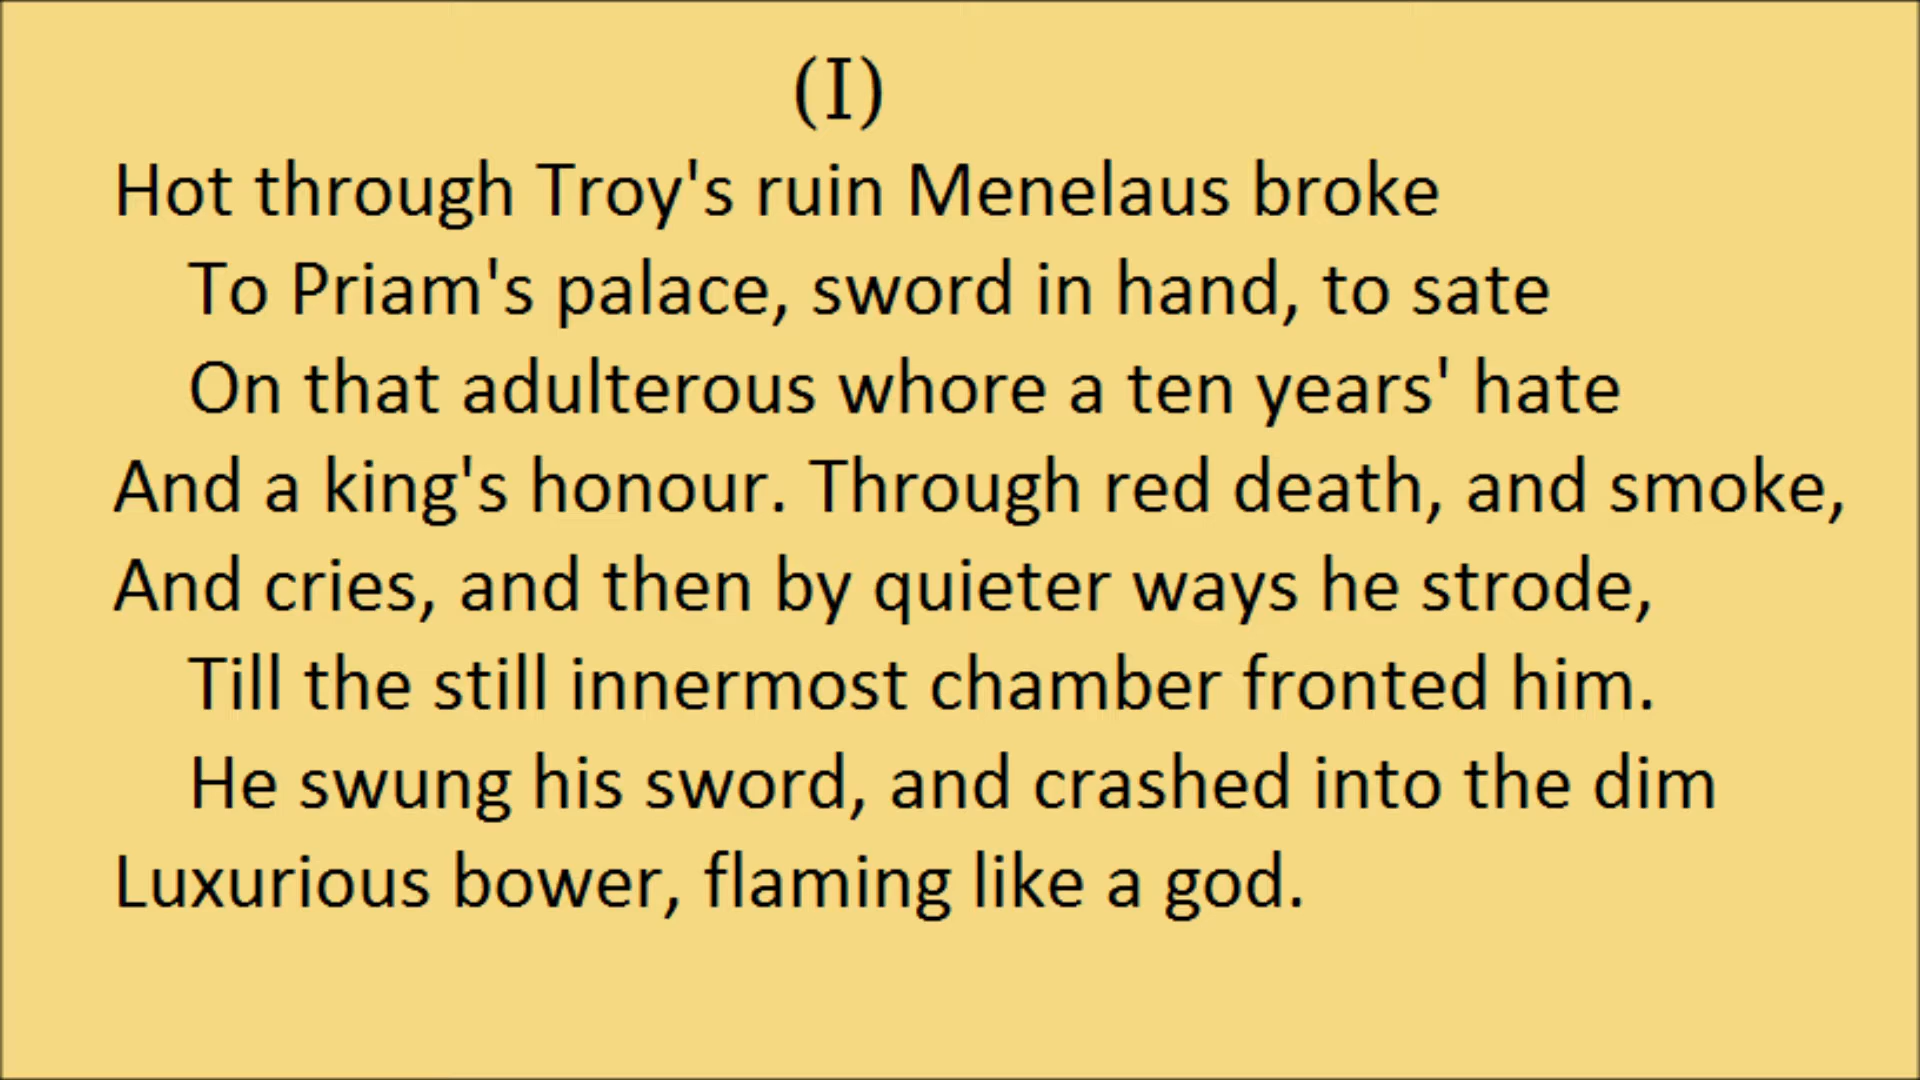 (I)
Hot through Troy's ruin Menelaus broke
To Priam's palace, sword in hand, to sate
On that adulterous whore a ten years' hate
And a king's honour. Through red death, and smoke,
And cries, and then by quieter ways he strode,
Till the still innermost chamber fronted him.
He swung his sword, and crashed into the dim
Luxurious bower, flaming like a god.